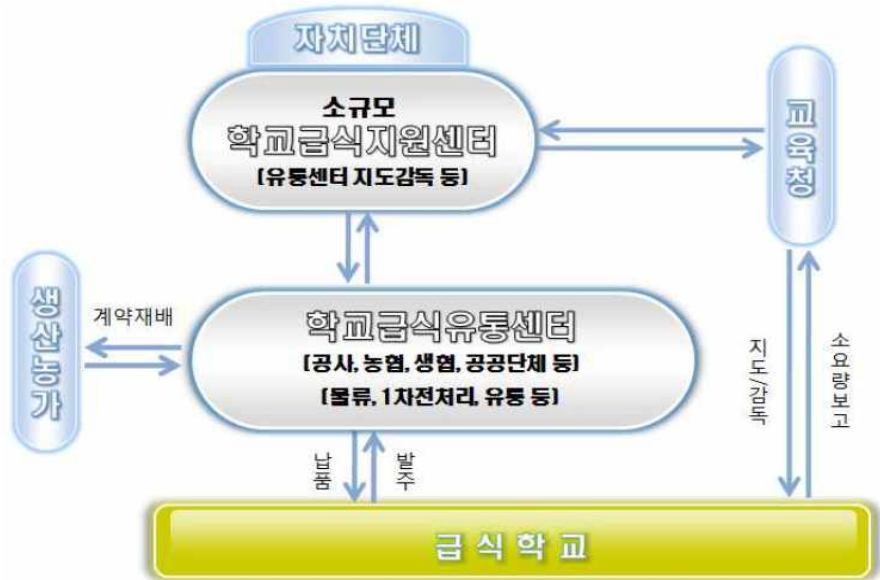 자치단체
소규모
학교급식지원센터
(유통센터 지도감독 등)
교육청
생산농가
계약재배
학교급식유통센터
(공사, 농협, 생협, 공공단체 등)
(물류, 1차전처리, 유통 등)
지도/감독
소요량보고
납품
발주
급식학교